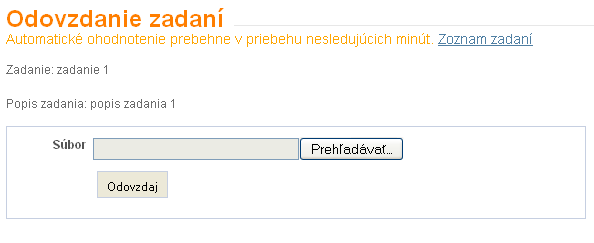 Odovzdanie zadaní
Automatické ohodnotenie prebehne v priebehu nesledujúcich minút. Zoznam zadaní
Zadanie: zadanie 1
Popis zadania: popis zadania 1
Súbor Prehľadávať...
Odovzdaj